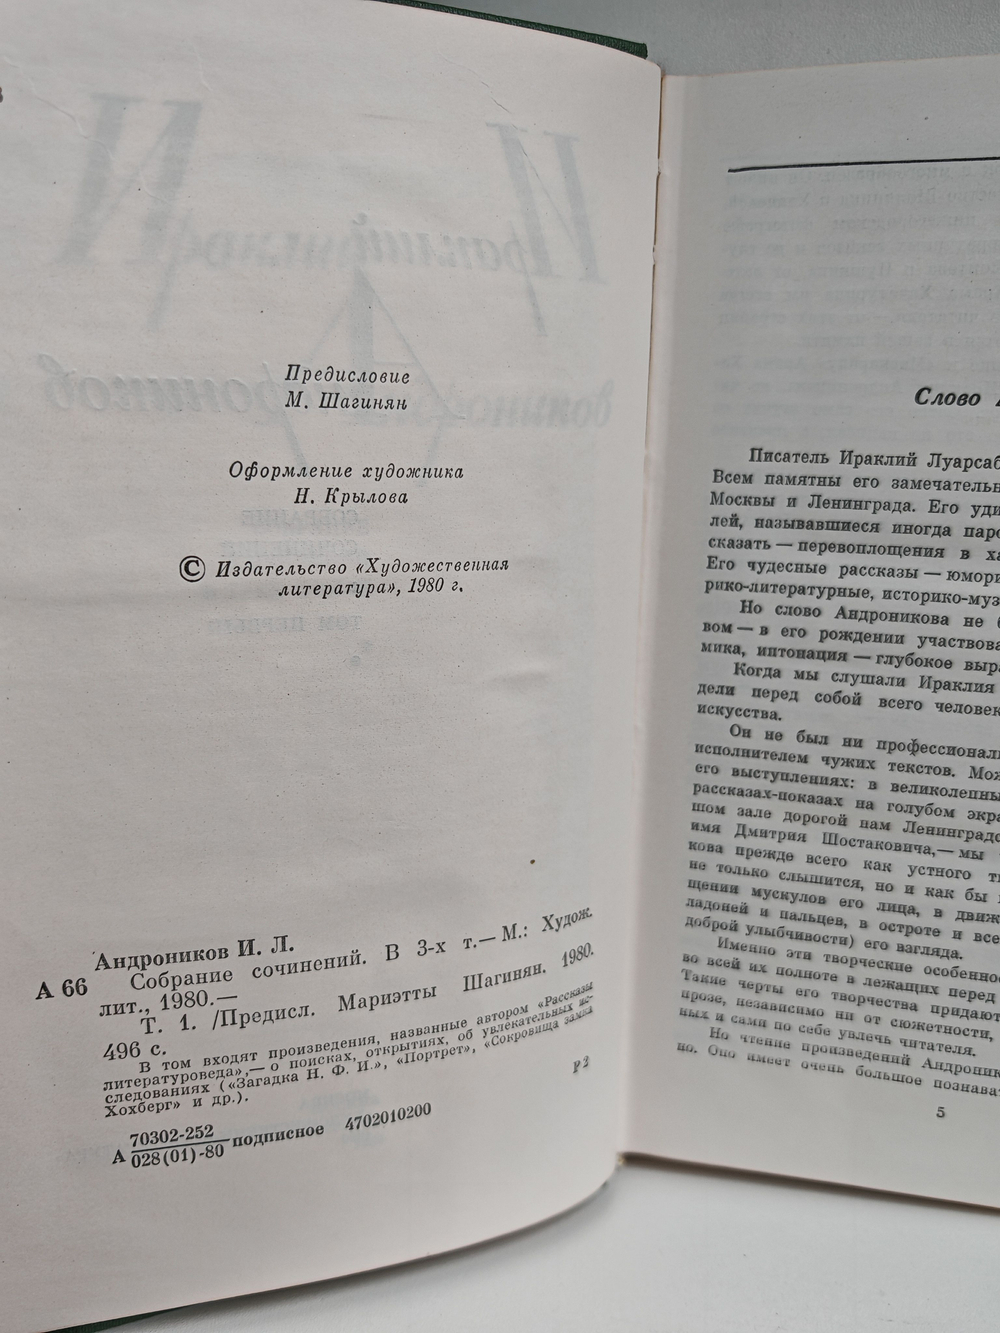 Предисловие
М. Шагинян
Оформление художника
Н. Крылова
© Издательство «Художественная
литература», 1980 г.
Андроников И. Л.
А 66 Собрание сочинений. В 3-х т.— М.: Худож.
лит., 1980.—
Т. 1. /Предисл. Мариэтты Шагинян. 1980.
496 с.
В том входят произведения, названные автором «Рассказы
литературоведа»,— о поисках, открытиях, об увлекательных ис-
следованиях («Загадка Н. Ф. И.», «Портрет», «Сокровища замка
Хохберг» и др.).
Р2
А 70302-252
028(01)-80 подписное 4702010200
Слово
Писатель Ираклий Луарсаб
Всем памятны его замечательн
Москвы и Ленинграда. Его уди
лей, называвшиеся иногда паро
сказать — перевоплощения в ха
Его чудесные рассказы — юмори
рико-литературные, историко-муз
Но слово Андроникова не б
вом — в его рождении участвова
мика, интонация — глубокое выра
Когда мы слушали Ираклия
дели перед собой всего человек
искусства.
Он не был ни профессионали
исполнителем чужих текстов. Мож
его выступлениях: в великолепны
рассказах-показах на голубом экра
шом зале дорогой нам Ленинградс
имя Дмитрия Шостаковича,— мы
кова прежде всего как устного т
не только слышится, но и как бы
щении мускулов его лица, в движ
ладоней и пальцев, в остроте и все
доброй улыбчивости) его взгляда.
Именно эти творческие особеннос
во всей их полноте в лежащих перед
Такие черты его творчества придают
прозе, независимо ни от сюжетности,
ных и сами по себе увлечь читателя.
Но чтение произведений Андроник
но. Оно имеет очень большое познават
5